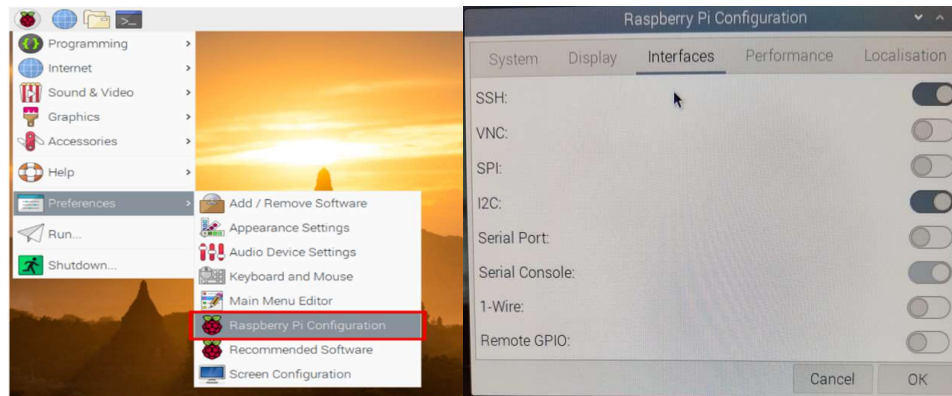 Programming
Internet
Sound & Video
Graphics
Accessories
Help
Preferences
Run...
Shutdown...
Add / Remove Software
Appearance Settings
Audio Device Settings
Keyboard and Mouse
Main Menu Editor
Raspberry Pi Configuration
Recommended Software
Screen Configuration
Raspberry Pi Configuration
System Display Interfaces Performance Localisation
SSH:
VNC:
SPI:
I2C:
Serial Port:
Serial Console:
1-Wire:
Remote GPIO:
Cancel OK